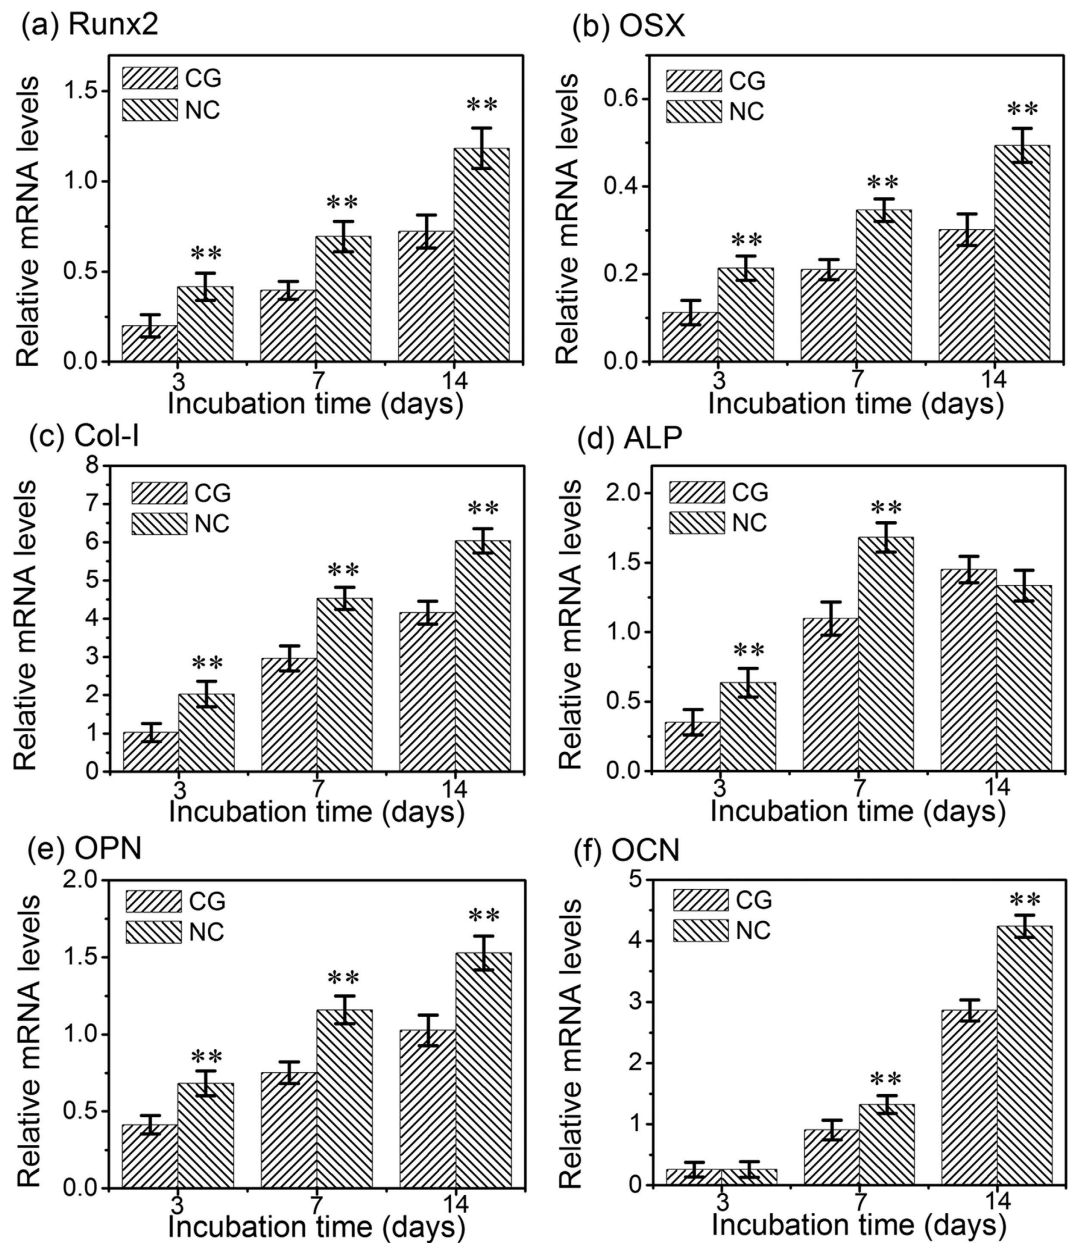 (a) Runx2
Relative mRNA levels
1.5
1.0
0.5
0.0
CG
NC
**
**
**
3 7 14
Incubation time (days)
(b) OSX
Relative mRNA levels
0.6
0.4
0.2
0.0
CG
NC
**
**
**
3 7 14
Incubation time (days)
(c) Col-I
Relative mRNA levels
8
7
6
5
4
3
2
1
0
CG
NC
**
**
**
3 7 14
Incubation time (days)
(d) ALP
Relative mRNA levels
2.0
1.5
1.0
0.5
0.0
CG
NC
**
**
3 7 14
Incubation time (days)
(e) OPN
Relative mRNA levels
2.0
1.5
1.0
0.5
0.0
CG
NC
**
**
**
3 7 14
Incubation time (days)
(f) OCN
Relative mRNA levels
5
4
3
2
1
0
CG
NC
**
**
3 7 14
Incubation time (days)